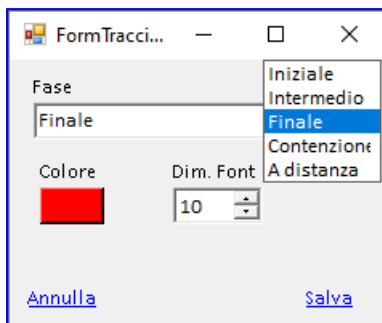 FormTracci...
Fase
Finale
Iniziale
Intermedio
Finale
Contenzione
A distanza
Colore
Dim. Font
10
Annulla
Salva